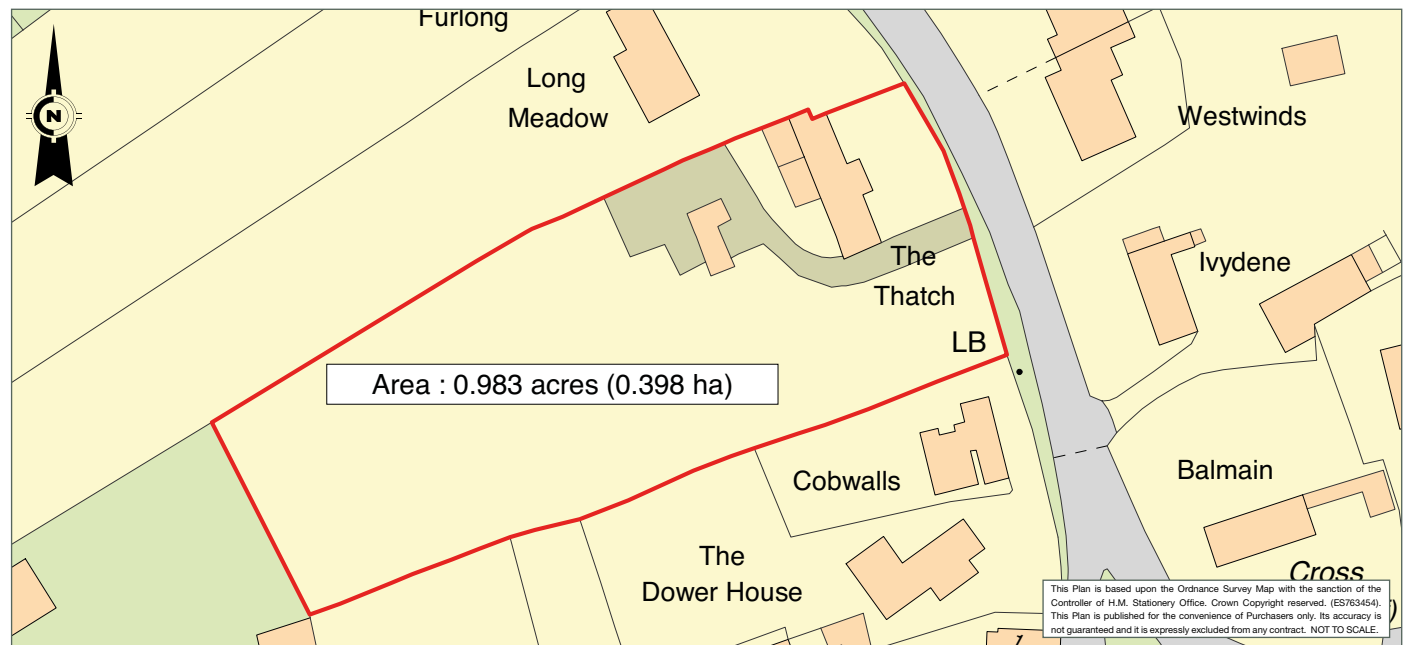 Furlong
Long
Meadow
N
Westwinds
The
Thatch
Ivydene
LB
Area : 0.983 acres (0.398 ha)
Cobwalls
Balmain
The
Dower House
Cross
This Plan is based upon the Ordnance Survey Map with the sanction of the
Controller of H.M. Stationery Office. Crown Copyright reserved. (ES763454).
This Plan is published for the convenience of Purchasers only. Its accuracy is
not guaranteed and it is expressly excluded from any contract. NOT TO SCALE.